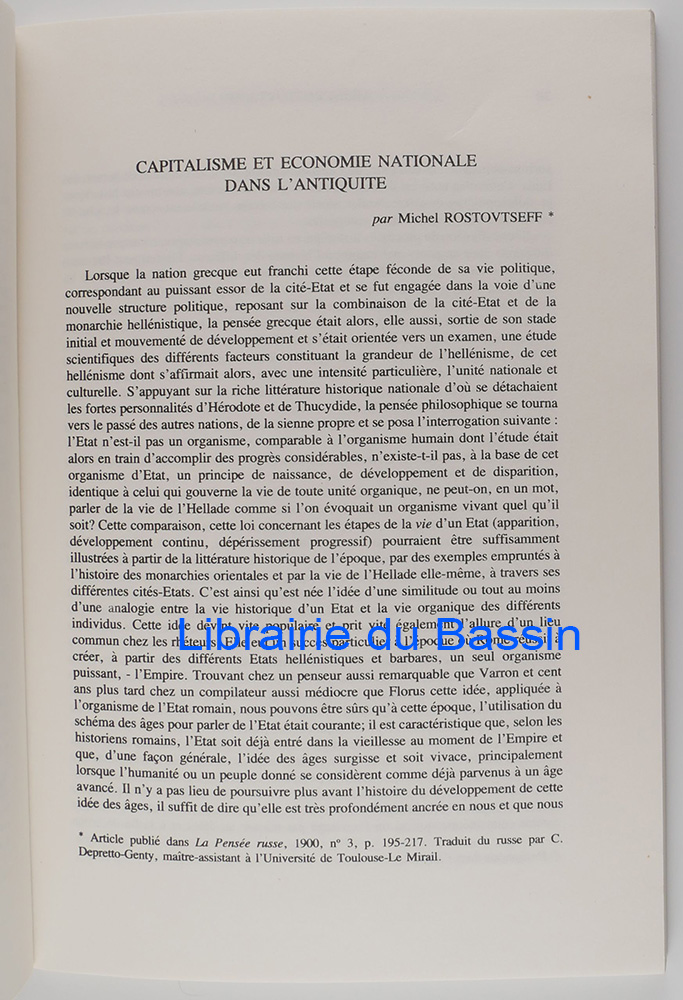 CAPITALISME ET ECONOMIE NATIONALE
DANS L'ANTIQUITE
par Michel ROSTOVTSEFF *
Lorsque la nation grecque eut franchi cette étape féconde de sa vie politique,
correspondant au puissant essor de la cité-Etat et se fut engagée dans la voie d'une
nouvelle structure politique, reposant sur la combinaison de la cité-Etat et de la
monarchie hellénistique, la pensée grecque était alors, elle aussi, sortie de son stade
initial et mouvementé de développement et s'était orientée vers un examen, une étude
scientifiques des différents facteurs constituant la grandeur de l'hellénisme, de cet
hellénisme dont s'affirmait alors, avec une intensité particulière, l'unité nationale et
culturelle. S'appuyant sur la riche littérature historique nationale d'où se détachaient
les fortes personnalités d'Hérodote et de Thucydide, la pensée philosophique se tourna
vers le passé des autres nations, de la sienne propre et se posa l'interrogation suivante :
l'Etat n'est-il pas un organisme, comparable à l'organisme humain dont l'étude était
alors en train d'accomplir des progrès considérables, n'existe-t-il pas, à la base de cet
organisme d'Etat, un principe de naissance, de développement et de disparition,
identique à celui qui gouverne la vie de toute unité organique, ne peut-on, en un mot,
parler de la vie de l'Hellade comme si l'on évoquait un organisme vivant quel qu'il
soit? Cette comparaison, cette loi concernant les étapes de la vie d'un Etat (apparition,
développement continu, dépérissement progressif) pourraient être suffisamment
illustrées à partir de la littérature historique de l'époque, par des exemples empruntés à
l'histoire des monarchies orientales et par la vie de l'Hellade elle-même, à travers ses
différentes cités-Etats. C'est ainsi qu'est née l'idée d'une similitude ou tout au moins
d'une analogie entre la vie historique d'un Etat et la vie organique des différents
individus. Cette idée devint vite populaire et prit vite également l'allure d'un lieu
commun chez les rhéteurs. Elle eut un succès particulier à l'époque où Rome réussit à
Librairie du Bassin
créer, à partir des différents Etats hellénistiques et barbares, un seul organisme
puissant, - l'Empire. Trouvant chez un penseur aussi remarquable que Varron et cent
ans plus tard chez un compilateur aussi médiocre que Florus cette idée, appliquée à
l'organisme de l'Etat romain, nous pouvons être sûrs qu'à cette époque, l'utilisation du
schéma des âges pour parler de l'Etat était courante; il est caractéristique que, selon les
historiens romains, l'Etat soit déjà entré dans la vieillesse au moment de l'Empire et
que, d'une façon générale, l'idée des âges surgisse et soit vivace, principalement
lorsque l'humanité ou un peuple donné se considèrent comme déjà parvenus à un âge
avancé. Il n'y a pas lieu de poursuivre plus avant l'histoire du développement de cette
idée des âges, il suffit de dire qu'elle est très profondément ancrée en nous et que nous
* Article publié dans La Pensée russe, 1900, n° 3, p. 195-217. Traduit du russe par C.
Depretto-Genty, maître-assistant à l'Université de Toulouse-Le Mirail.